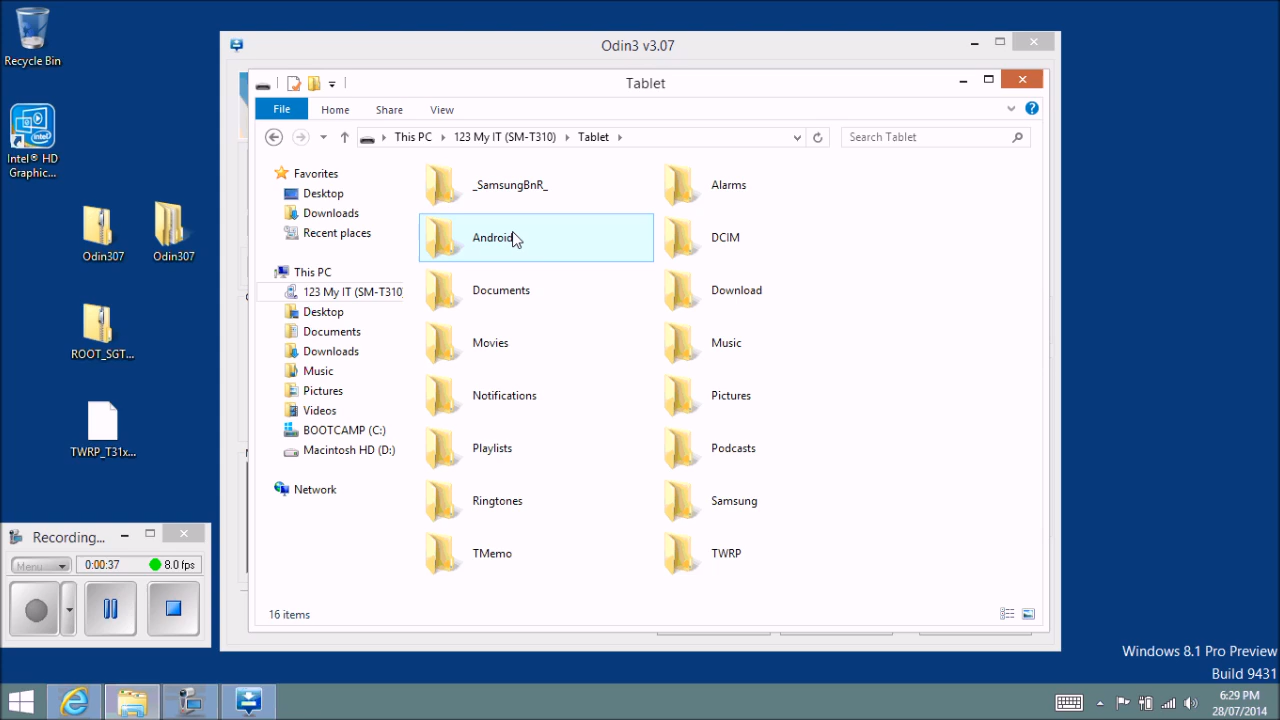 Recycle Bin
Intel® HD
Graphic...
Odin307
Odin307
ROOT_SGT...
TWRP_T31x...
Odin3 v3.07
Tablet
File
Home
Share
View
This PC
123 My IT (SM-T310)
Tablet
Search Tablet
Favorites
Desktop
Downloads
Recent places
This PC
123 My IT (SM-T310)
Desktop
Documents
Downloads
Music
Pictures
Videos
BOOTCAMP (C:)
Macintosh HD (D:)
Network
_SamsungBnR_
Alarms
Android
DCIM
Documents
Download
Movies
Music
Notifications
Pictures
Playlists
Podcasts
Ringtones
Samsung
TMemo
TWRP
16 items
Recording...
Menu
0:00:37
8.0 fps
Windows 8.1 Pro Preview
Build 9431
6:29 PM
28/07/2014